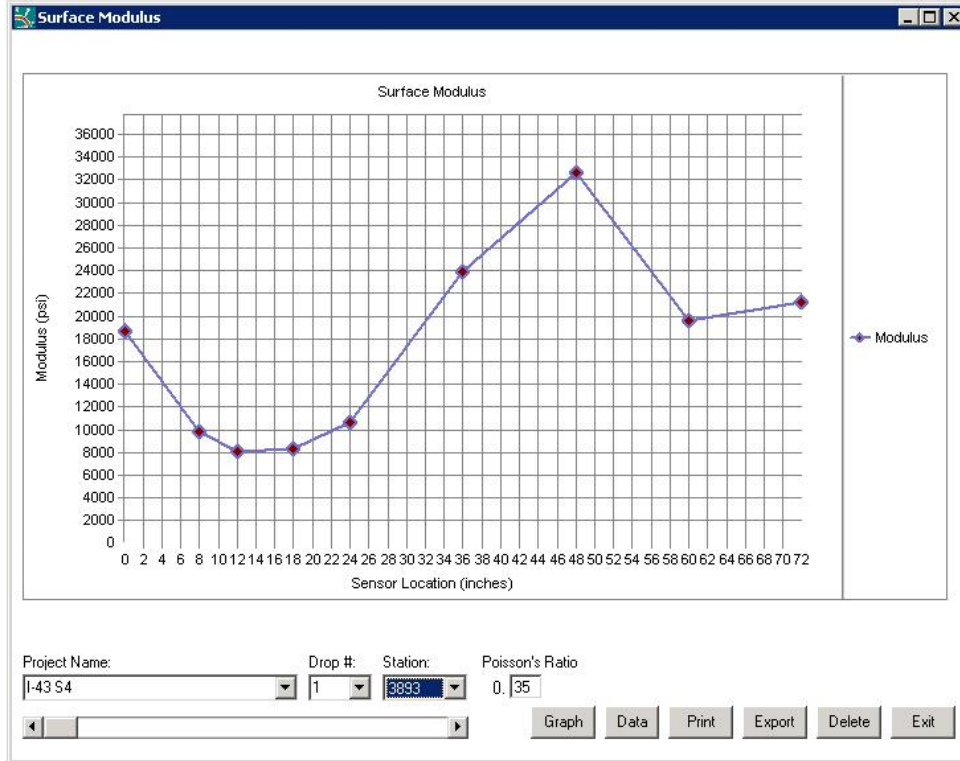 Surface Modulus
Surface Modulus
36000
34000
32000
30000
28000
26000
24000
22000
20000
18000
16000
14000
12000
10000
8000
6000
4000
2000
0
Modulus (psi)
0 2 4 6 8 10 12 14 16 18 20 22 24 26 28 30 32 34 36 38 40 42 44 46 48 50 52 54 56 58 60 62 64 66 68 70 72
Sensor Location (inches)
Modulus
Project Name: Drop #: Station: Poisson's Ratio
I-43 S4 1 3893 0. 35
Graph Data Print Export Delete Exit